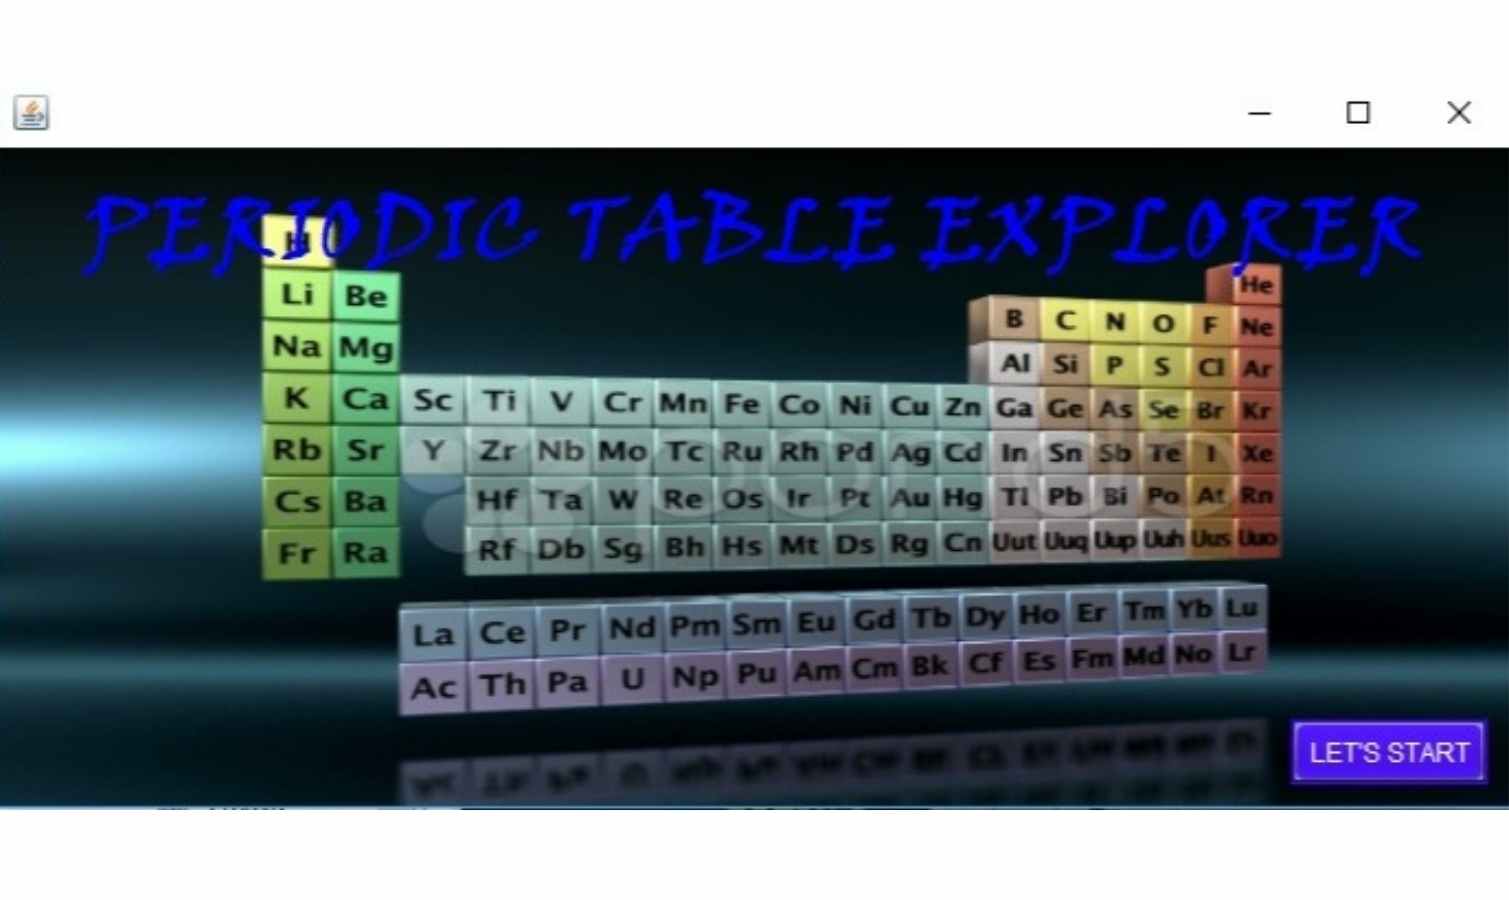 PERIODIC TABLE EXPLORER
H He
Li Be B C N O F Ne
Na Mg Al Si P S Cl Ar
K Ca Sc Ti V Cr Mn Fe Co Ni Cu Zn Ga Ge As Se Br Kr
Rb Sr Y Zr Nb Mo Tc Ru Rh Pd Ag Cd In Sn Sb Te I Xe
Cs Ba Hf Ta W Re Os Ir Pt Au Hg Tl Pb Bi Po At Rn
Fr Ra Rf Db Sg Bh Hs Mt Ds Rg Cn Uut Uuq Uup Uuh Uus Uuo
La Ce Pr Nd Pm Sm Eu Gd Tb Dy Ho Er Tm Yb Lu
Ac Th Pa U Np Pu Am Cm Bk Cf Es Fm Md No Lr
LET'S START